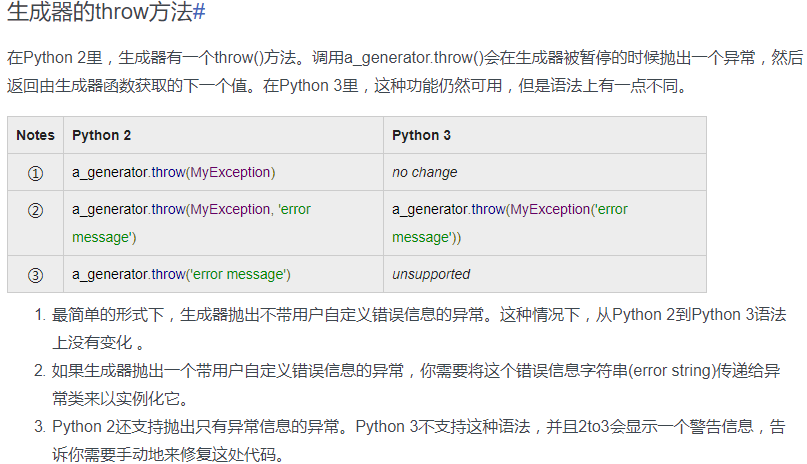 生成器的throw方法#
在Python 2里，生成器有一个throw()方法。调用a_generator.throw()会在生成器被暂停的时候抛出一个异常，然后
返回由生成器函数获取的下一个值。在Python 3里，这种功能仍然可用，但是语法上有一点不同。
Notes Python 2 Python 3
① a_generator.throw(MyException) no change
② a_generator.throw(MyException, 'error a_generator.throw(MyException('error
message') message'))
③ a_generator.throw('error message') unsupported
1. 最简单的形式下，生成器抛出不带用户自定义错误信息的异常。这种情况下，从Python 2到Python 3语法
上没有变化 。
2. 如果生成器抛出一个带用户自定义错误信息的异常，你需要将这个错误信息字符串(error string)传递给异
常类来以实例化它。
3. Python 2还支持抛出只有异常信息的异常。Python 3不支持这种语法，并且2to3会显示一个警告信息，告
诉你需要手动地来修复这处代码。